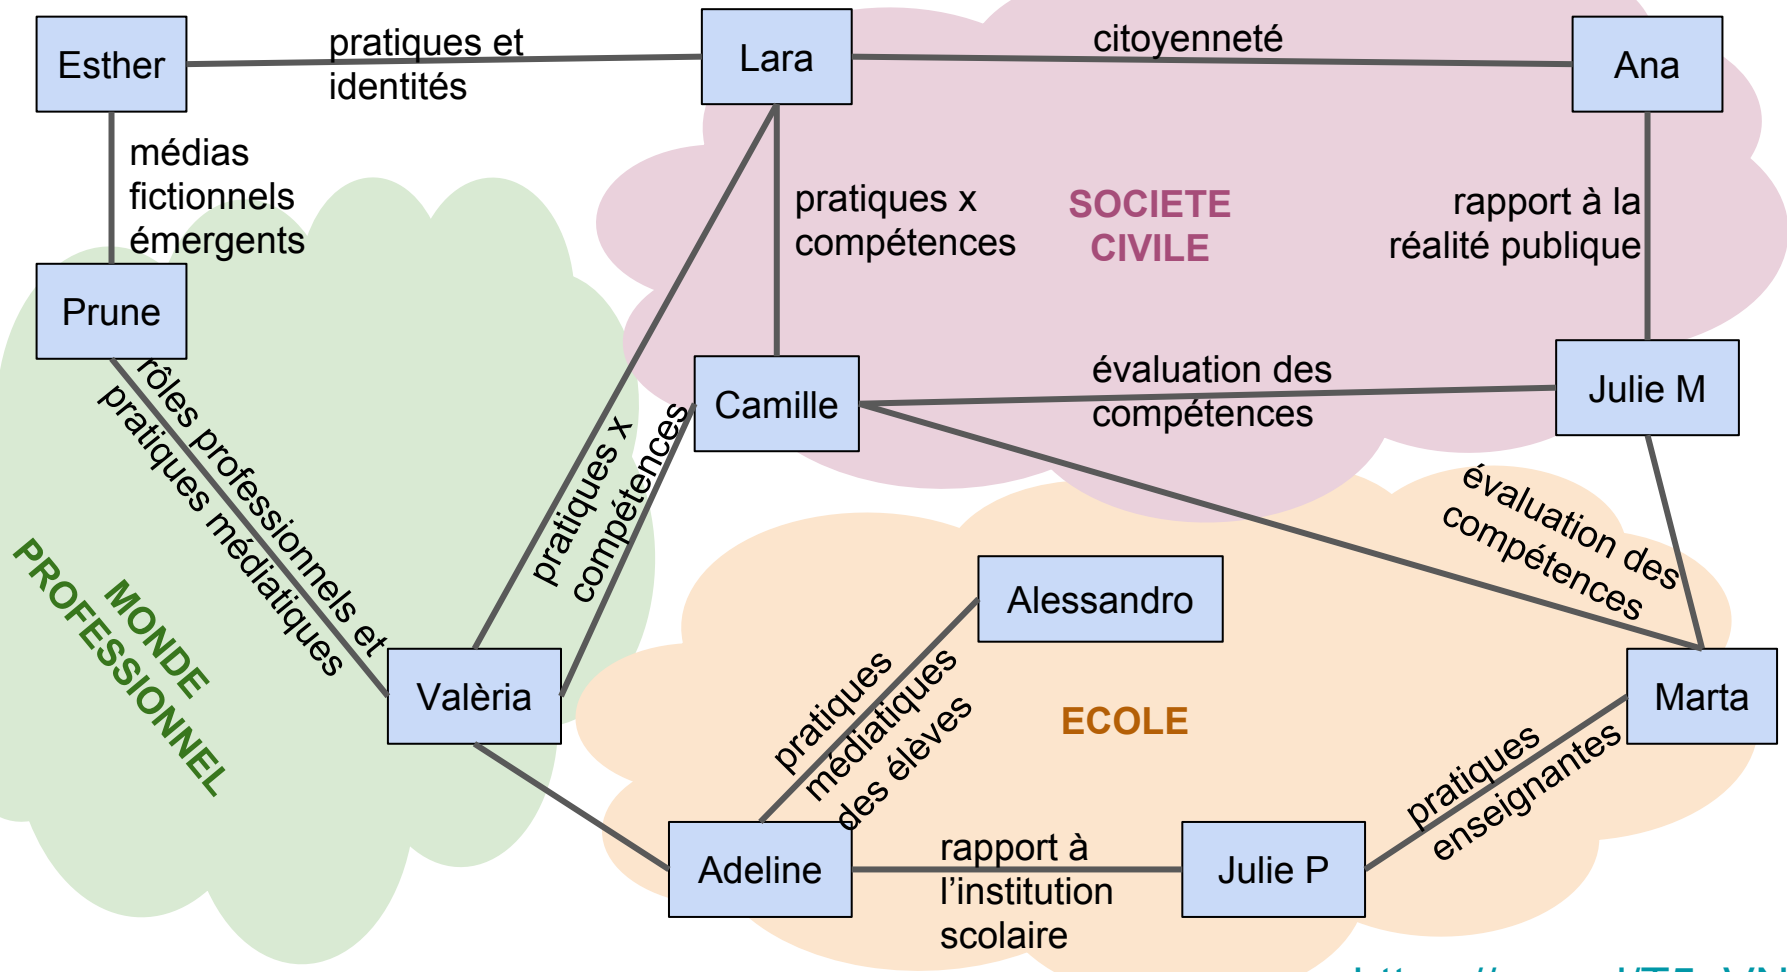 Esther
pratiques et
identités
Lara
citoyenneté
Ana
médias
fictionnels
émergents
pratiques x
compétences
SOCIETE
CIVILE
rapport à la
réalité publique
Prune
rôles professionnels et
pratiques médiatiques
Camille
évaluation des
compétences
Julie M
pratiques x
compétences
évaluation des
compétences
MONDE
PROFESSIONNEL
Alessandro
Valèria
pratiques
médiatiques
des élèves
ECOLE
Marta
pratiques
enseignantes
Adeline
rapport à
l’institution
scolaire
Julie P